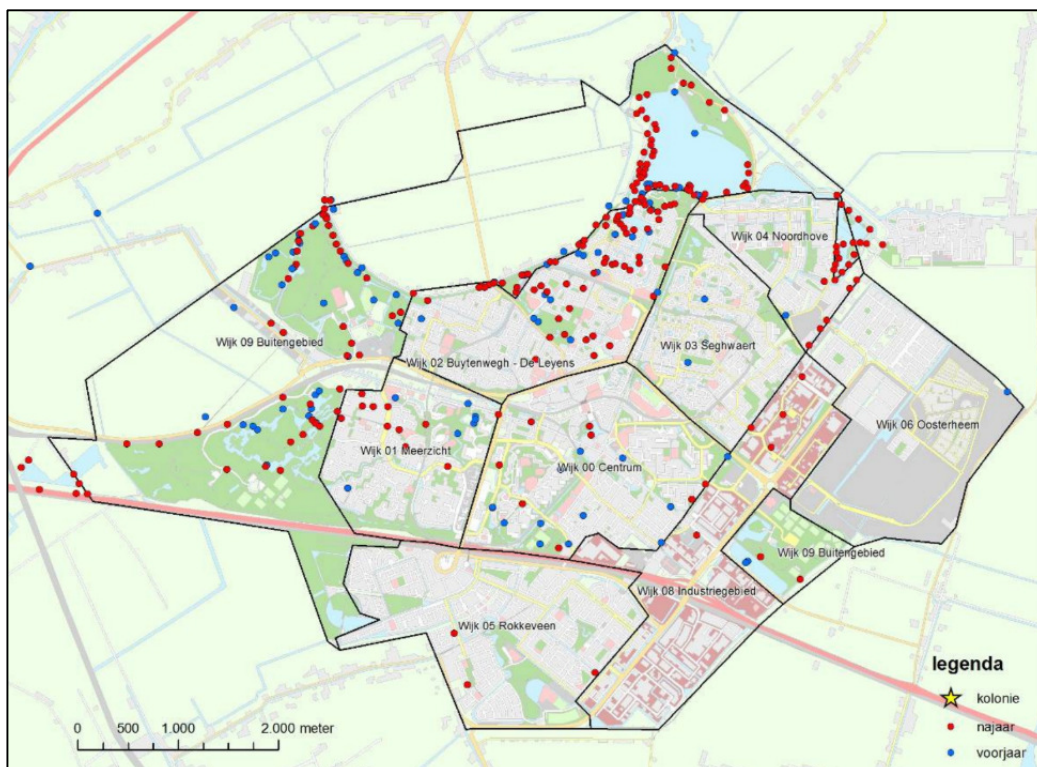 Wijk 04 Noordhove
Wijk 09 Buitengebied
Wijk 03 Seghwaert
Wijk 02 Buytenwegh - De Leyens
Wijk 06 Oosterheem
Wijk 01 Meerzicht
Wijk 00 Centrum
Wijk 09 Buitengebied
Wijk 08 Industriegebied
Wijk 05 Rokkeveen
legenda
kolonie
najaar
voorjaar
0 500 1.000 2.000 meter